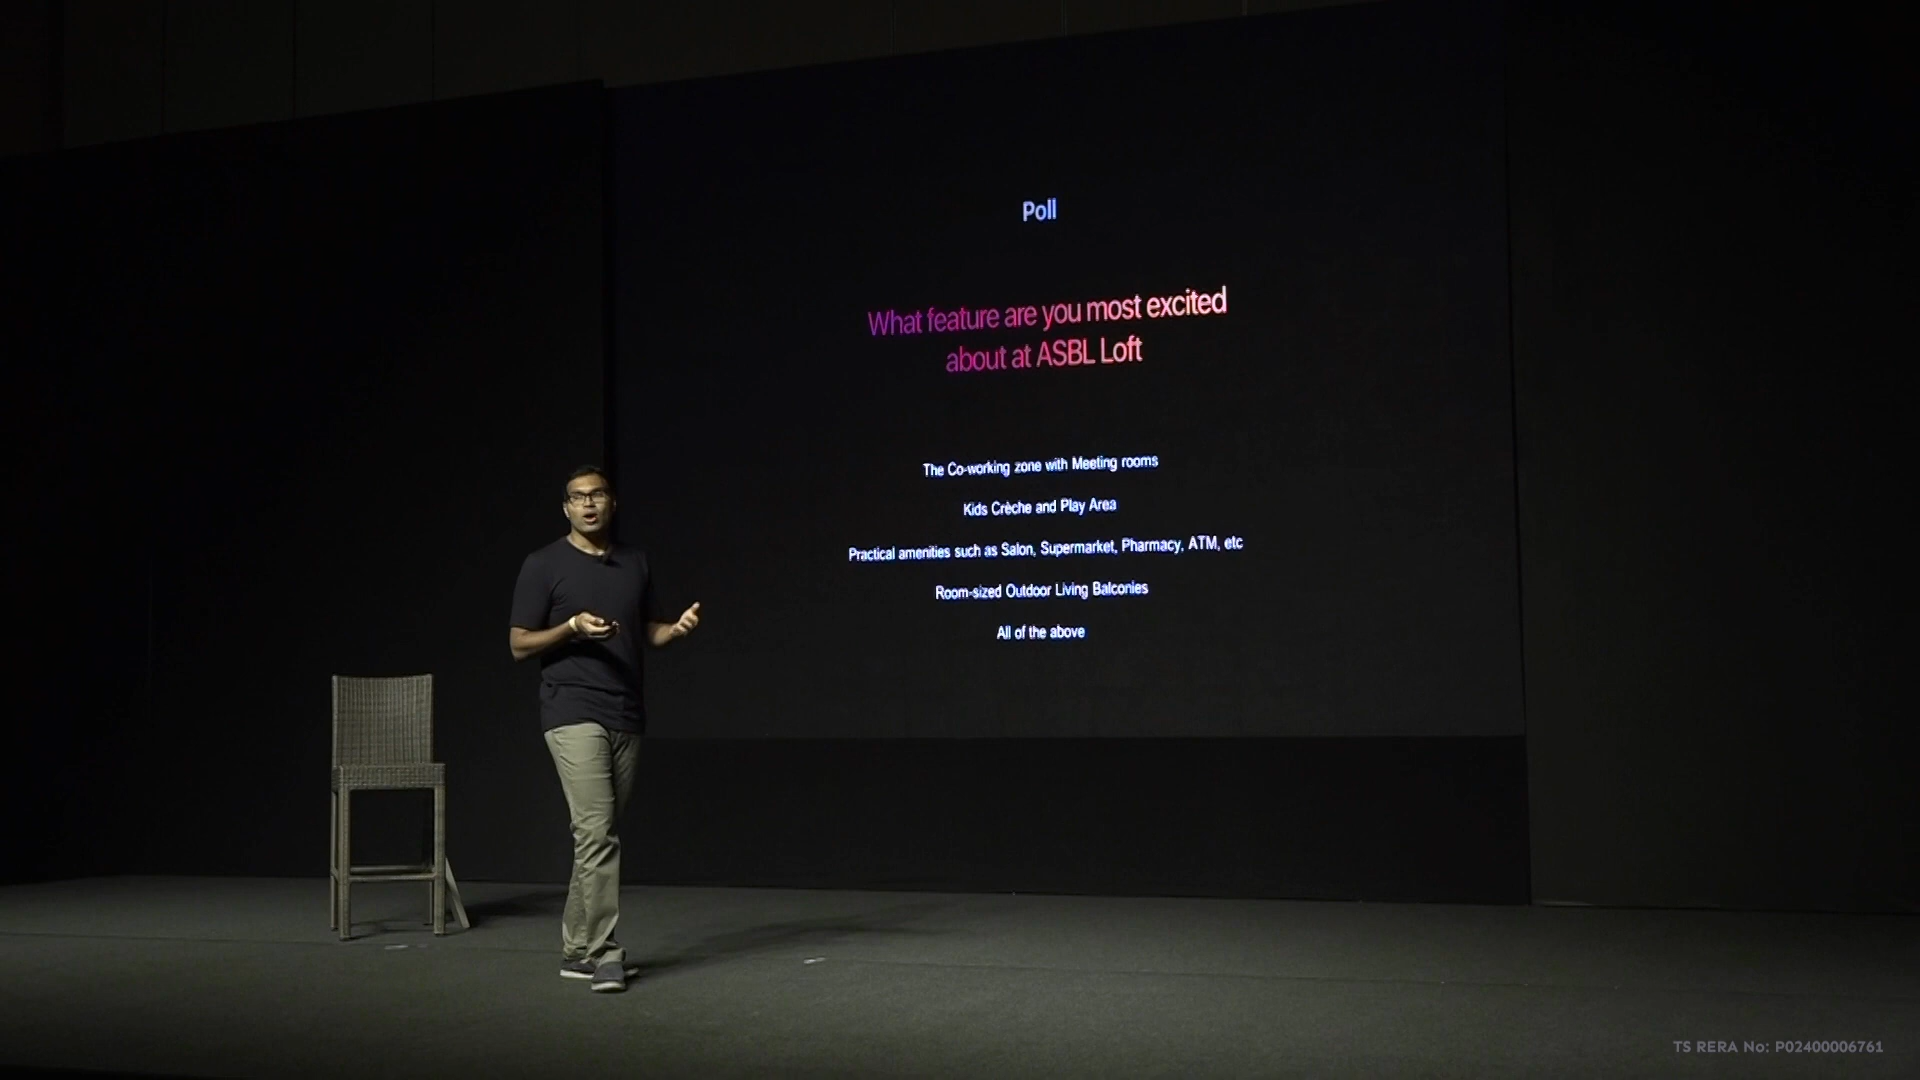 Poll
What feature are you most excited
about at ASBL Loft
The Co-working zone with Meeting rooms
Kids Crèche and Play Area
Practical amenities such as Salon, Supermarket, Pharmacy, ATM, etc
Room-sized Outdoor Living Balconies
All of the above
TS RERA No: P02400006761